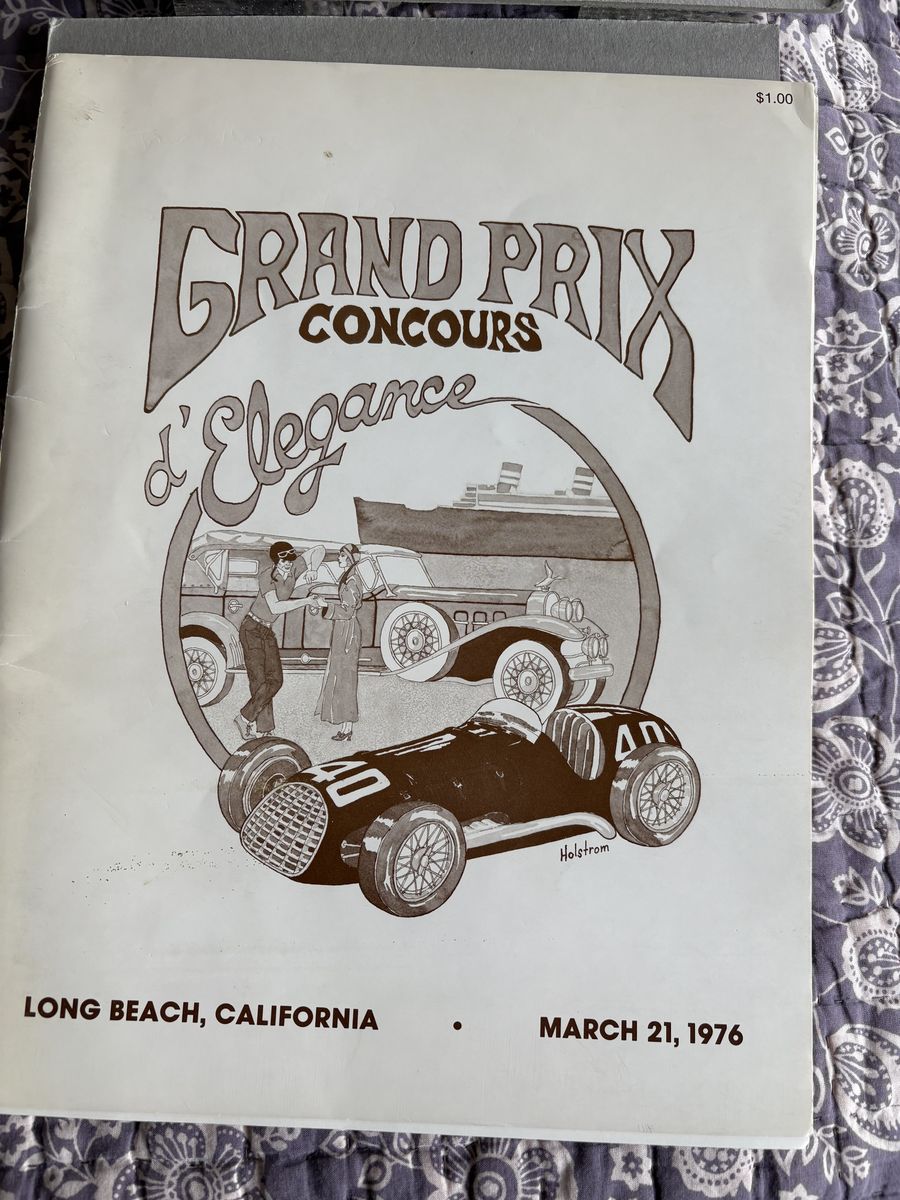 $1.00
GRAND PRIX
CONCOURS
d'Elegance
40
40
Holstrom
LONG BEACH, CALIFORNIA • MARCH 21, 1976